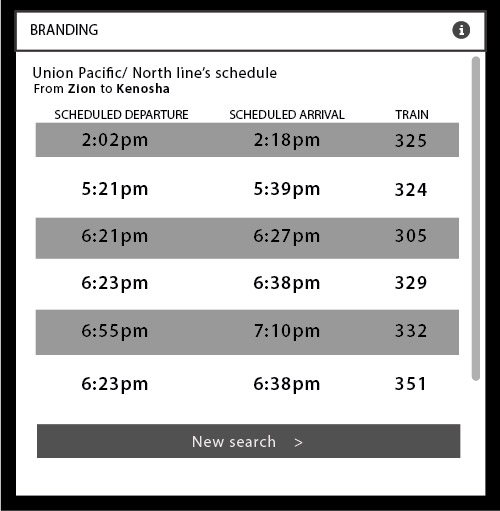 BRANDING i
Union Pacific/ North line's schedule
From Zion to Kenosha
SCHEDULED DEPARTURE SCHEDULED ARRIVAL TRAIN
2:02pm 2:18pm 325
5:21pm 5:39pm 324
6:21pm 6:27pm 305
6:23pm 6:38pm 329
6:55pm 7:10pm 332
6:23pm 6:38pm 351
New search >